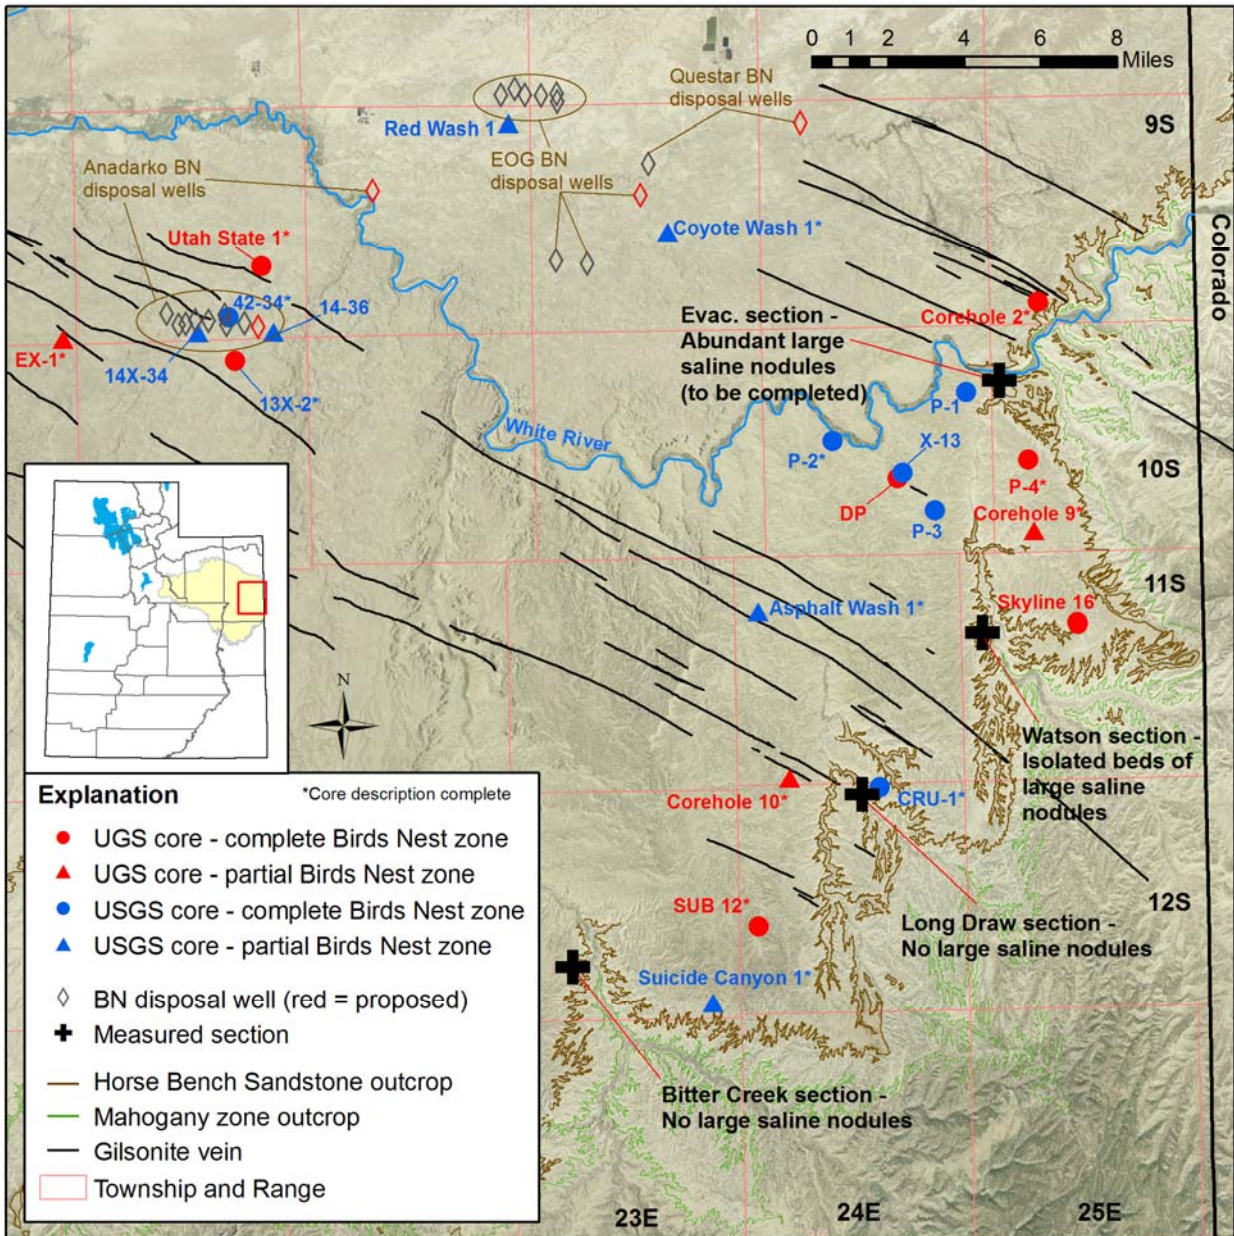 0 1 2 4 6 8
Miles
Questar BN
disposal wells
9S
Red Wash 1
EOG BN
disposal wells
Anadarko BN
disposal wells
Colorado
Coyote Wash 1*
Utah State 1*
42-34*
14-36
Corehole 2*
Evac. section -
Abundant large
saline nodules
(to be completed)
EX-1*
14X-34
13X-2*
P-1
White River
X-13
P-2*
10S
P-4*
DP
Corehole 9*
P-3
11S
Skyline 16
Asphalt Wash 1*
N
Watson section -
Isolated beds of
large saline
nodules
Corehole 10*
CRU-1*
12S
SUB 12*
Long Draw section -
No large saline nodules
Suicide Canyon 1*
Bitter Creek section -
No large saline nodules
23E
24E
25E
Explanation
*Core description complete
UGS core - complete Birds Nest zone
UGS core - partial Birds Nest zone
USGS core - complete Birds Nest zone
USGS core - partial Birds Nest zone
BN disposal well (red = proposed)
Measured section
Horse Bench Sandstone outcrop
Mahogany zone outcrop
Gilsonite vein
Township and Range